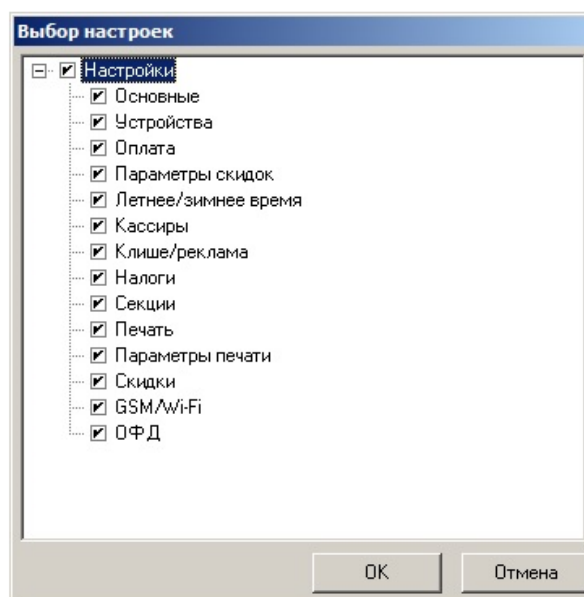 Выбор настроек
Настройки
Основные
Устройства
Оплата
Параметры скидок
Летнее/зимнее время
Кассиры
Клише/реклама
Налоги
Секции
Печать
Параметры печати
Скидки
GSM/Wi-Fi
ОФД
OK
Отмена